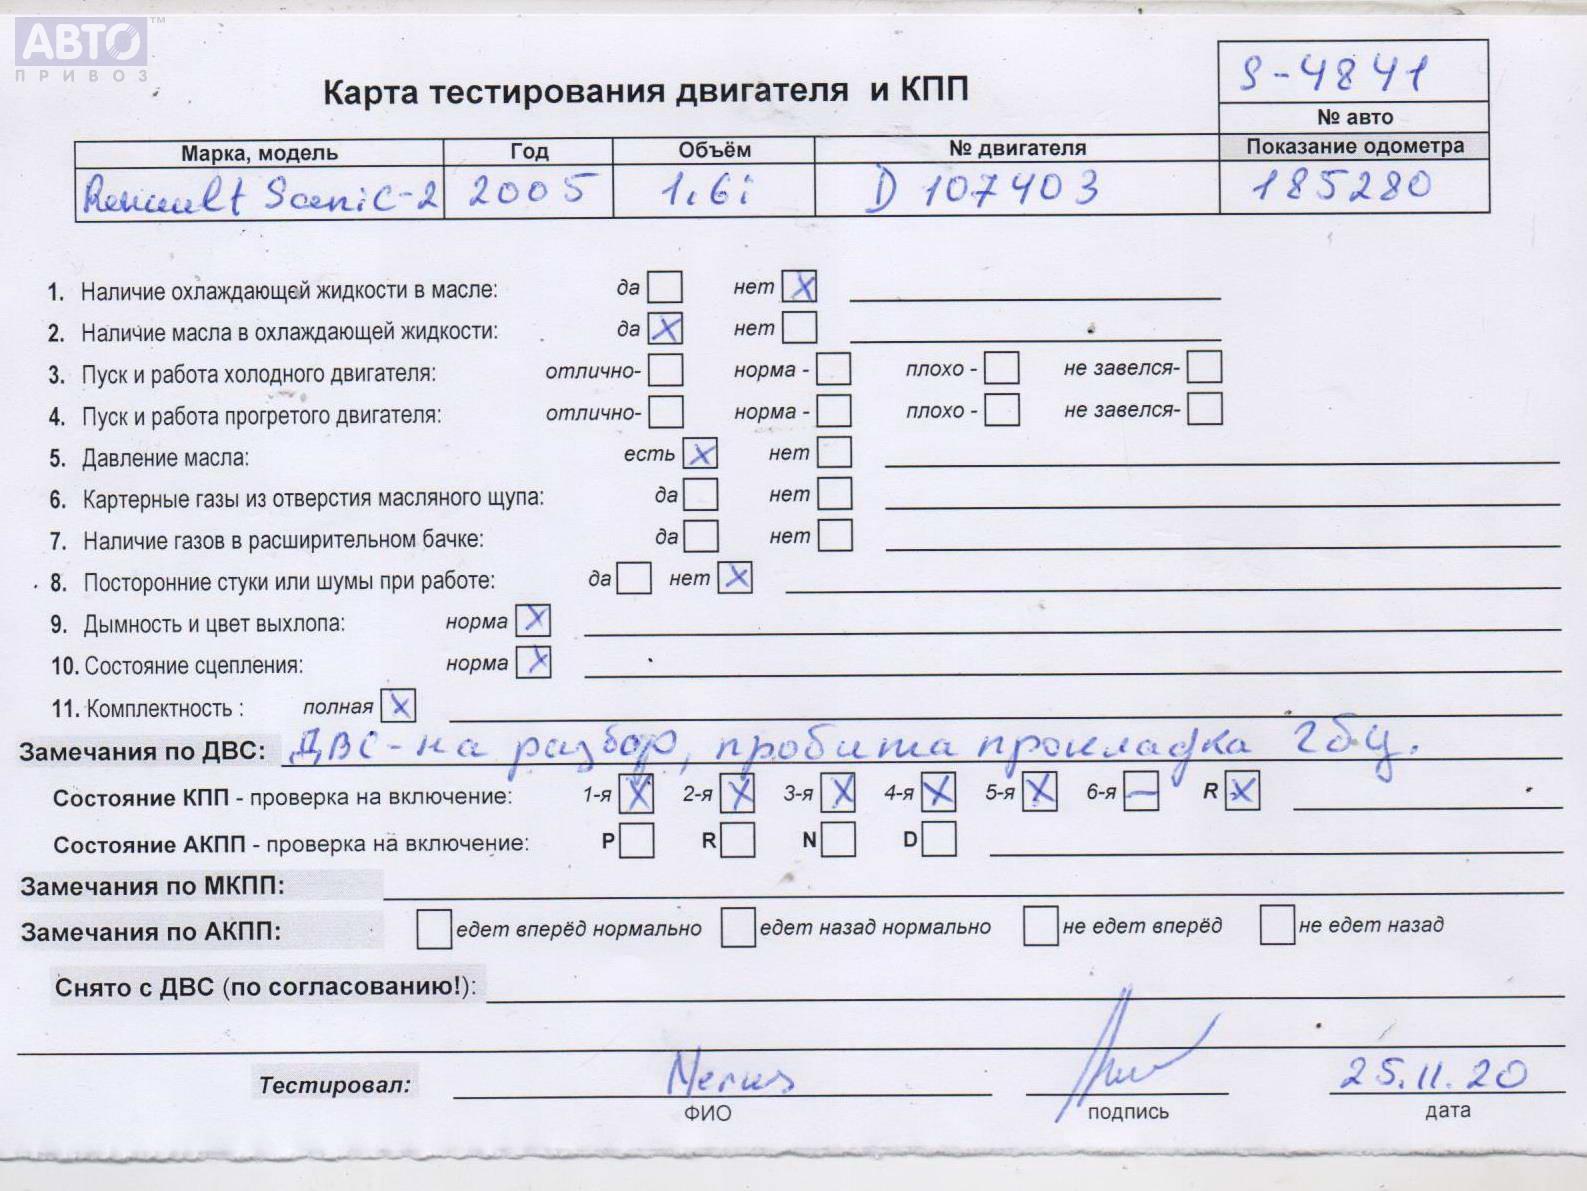 АВТО™
ПРИВОЗ
S-4841
Карта тестирования двигателя и КПП
№ авто
Марка, модель Год Объём № двигателя Показание одометра
Renault Scenic-2 2005 1.6i D 107403 185280
1. Наличие охлаждающей жидкости в масле: да нет X
2. Наличие масла в охлаждающей жидкости: да X нет
3. Пуск и работа холодного двигателя: отлично- норма - плохо - не завелся-
4. Пуск и работа прогретого двигателя: отлично- норма - плохо - не завелся-
5. Давление масла: есть X нет
6. Картерные газы из отверстия масляного щупа: да нет
7. Наличие газов в расширительном бачке: да нет
8. Посторонние стуки или шумы при работе: да нет X
9. Дымность и цвет выхлопа: норма X
10. Состояние сцепления: норма X
11. Комплектность : полная X
Замечания по ДВС: ДВС - на разбор, пробита прокладка гбц.
Состояние КПП - проверка на включение: 1-я X 2-я X 3-я X 4-я X 5-я X 6-я — R X
Состояние АКПП - проверка на включение: P R N D
Замечания по МКПП:
Замечания по АКПП: едет вперёд нормально едет назад нормально не едет вперёд не едет назад
Снято с ДВС (по согласованию!):
Тестировал: 25.11.20
ФИО подпись дата